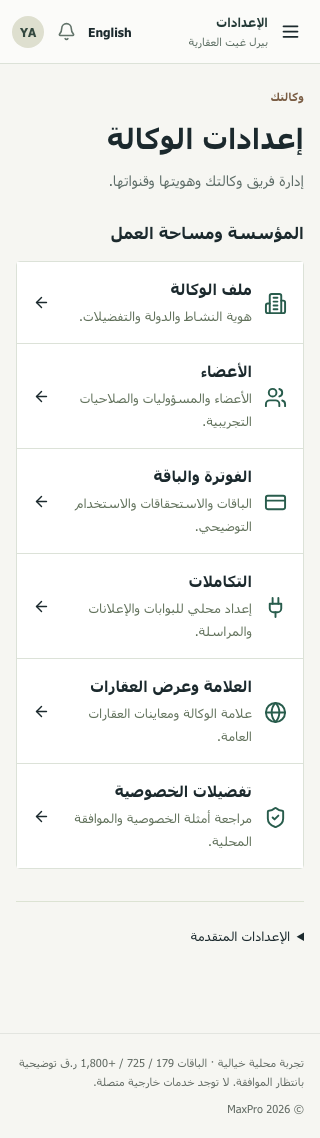 الإعدادات
بيرل غيت العقارية
English
YA
وكالتك
إعدادات الوكالة
إدارة فريق وكالتك وهويتها وقنواتها.
المؤسسة ومساحة العمل
ملف الوكالة
هوية النشاط والدولة والتفضيلات.
الأعضاء
الأعضاء والمسؤوليات والصلاحيات
التجريبية.
الفوترة والباقة
الباقات والاستحقاقات والاستخدام
التوضيحي.
التكاملات
إعداد محلي للبوابات والإعلانات
والمراسلة.
العلامة وعرض العقارات
علامة الوكالة ومعاينات العقارات
العامة.
تفضيلات الخصوصية
مراجعة أمثلة الخصوصية والموافقة
المحلية.
الإعدادات المتقدمة
تجربة محلية خيالية · الباقات 179 / 725 / +1,800 ر.ق توضيحية
بانتظار الموافقة. لا توجد خدمات خارجية متصلة.
© 2026 MaxPro